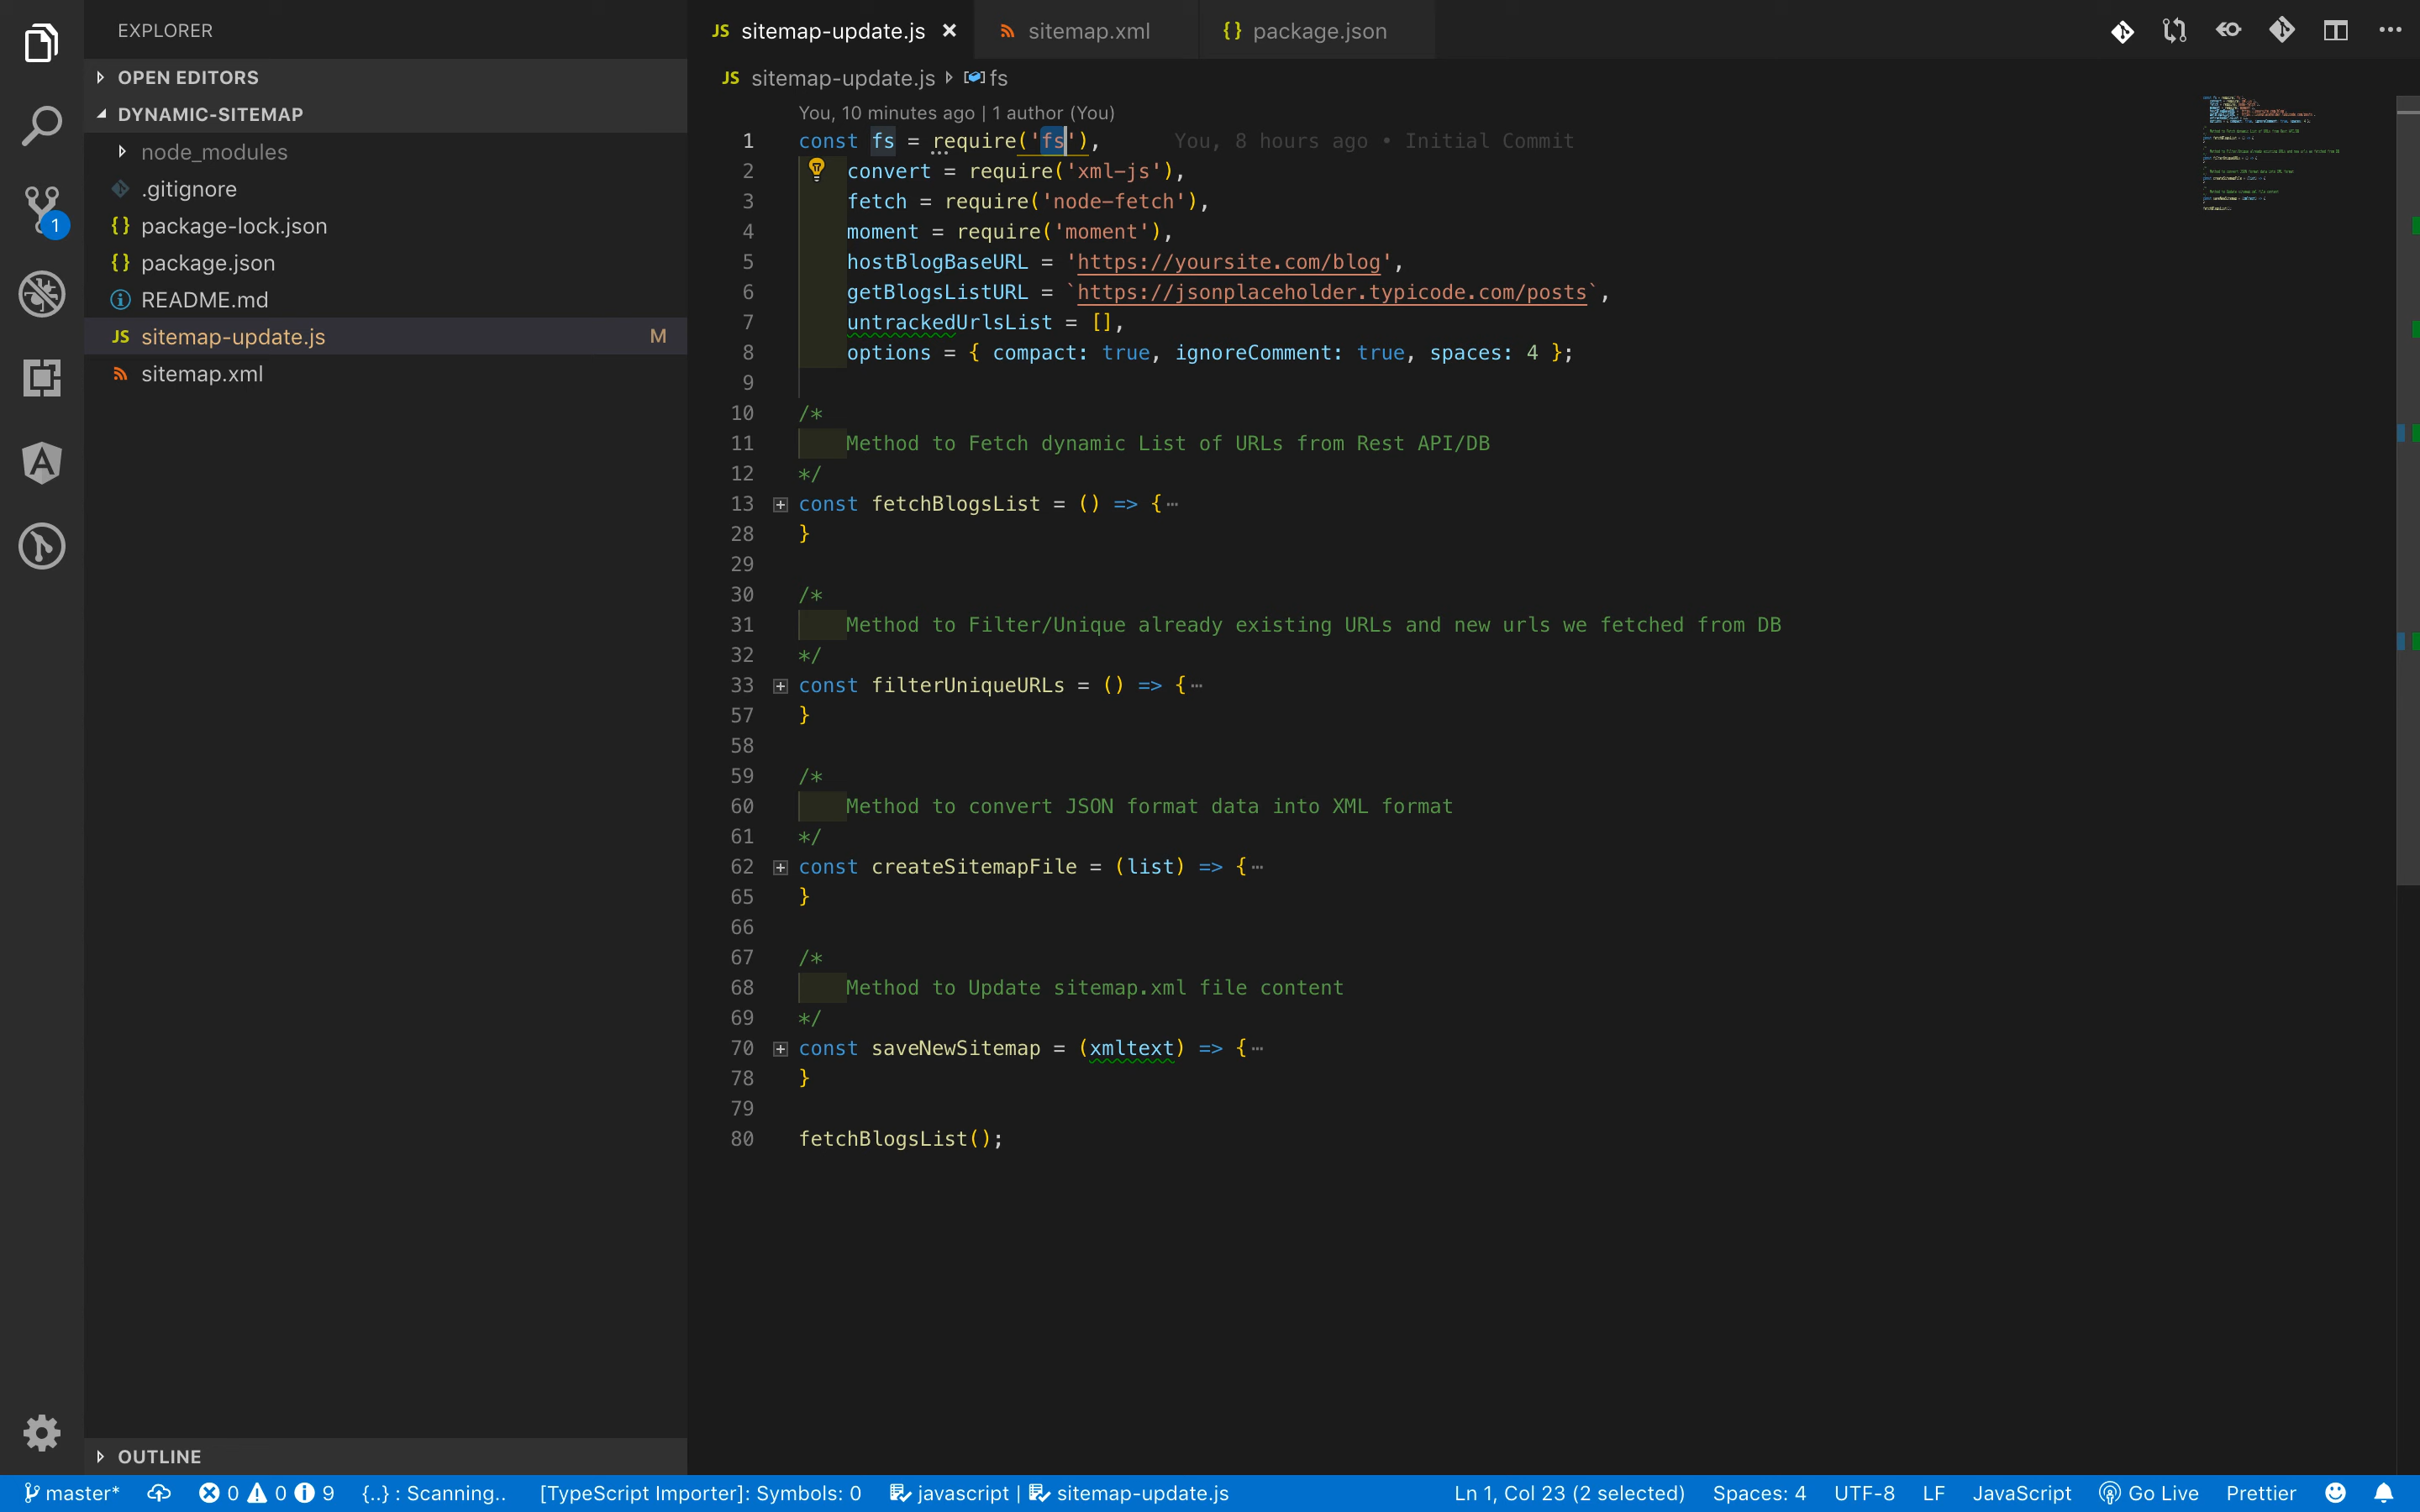 EXPLORER
OPEN EDITORS
DYNAMIC-SITEMAP
node_modules
.gitignore
{} package-lock.json
{} package.json
README.md
JS sitemap-update.js M
sitemap.xml
1
OUTLINE
JS sitemap-update.js × sitemap.xml {} package.json
JS sitemap-update.js fs
You, 10 minutes ago | 1 author (You)
1 const fs = require('fs'), You, 8 hours ago • Initial Commit
2 convert = require('xml-js'),
3 fetch = require('node-fetch'),
4 moment = require('moment'),
5 hostBlogBaseURL = 'https://yoursite.com/blog',
6 getBlogsListURL = `https://jsonplaceholder.typicode.com/posts`,
7 untrackedUrlsList = [],
8 options = { compact: true, ignoreComment: true, spaces: 4 };
9
10 /*
11 Method to Fetch dynamic List of URLs from Rest API/DB
12 */
13 const fetchBlogsList = () => {…
28 }
29
30 /*
31 Method to Filter/Unique already existing URLs and new urls we fetched from DB
32 */
33 const filterUniqueURLs = () => {…
57 }
58
59 /*
60 Method to convert JSON format data into XML format
61 */
62 const createSitemapFile = (list) => {…
65 }
66
67 /*
68 Method to Update sitemap.xml file content
69 */
70 const saveNewSitemap = (xmltext) => {…
78 }
79
80 fetchBlogsList();
master* 0 0 9 {..} : Scanning.. [TypeScript Importer]: Symbols: 0 javascript | sitemap-update.js Ln 1, Col 23 (2 selected) Spaces: 4 UTF-8 LF JavaScript Go Live Prettier